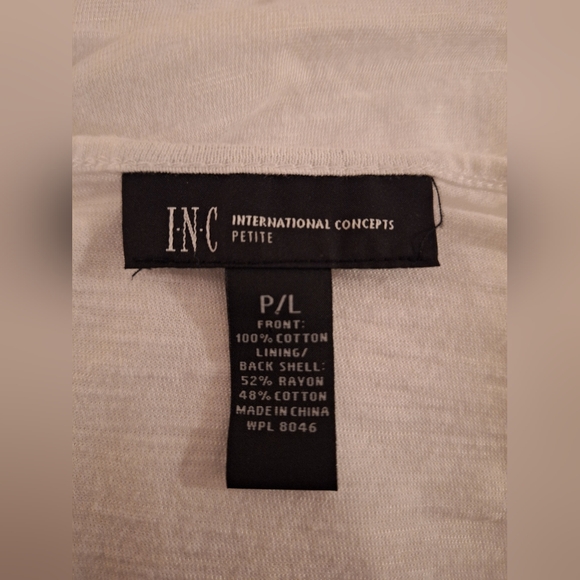 I·N·C INTERNATIONAL CONCEPTS
PETITE
P/L
FRONT:
100% COTTON
LINING/
BACK SHELL:
52% RAYON
48% COTTON
MADE IN CHINA
WPL 8046